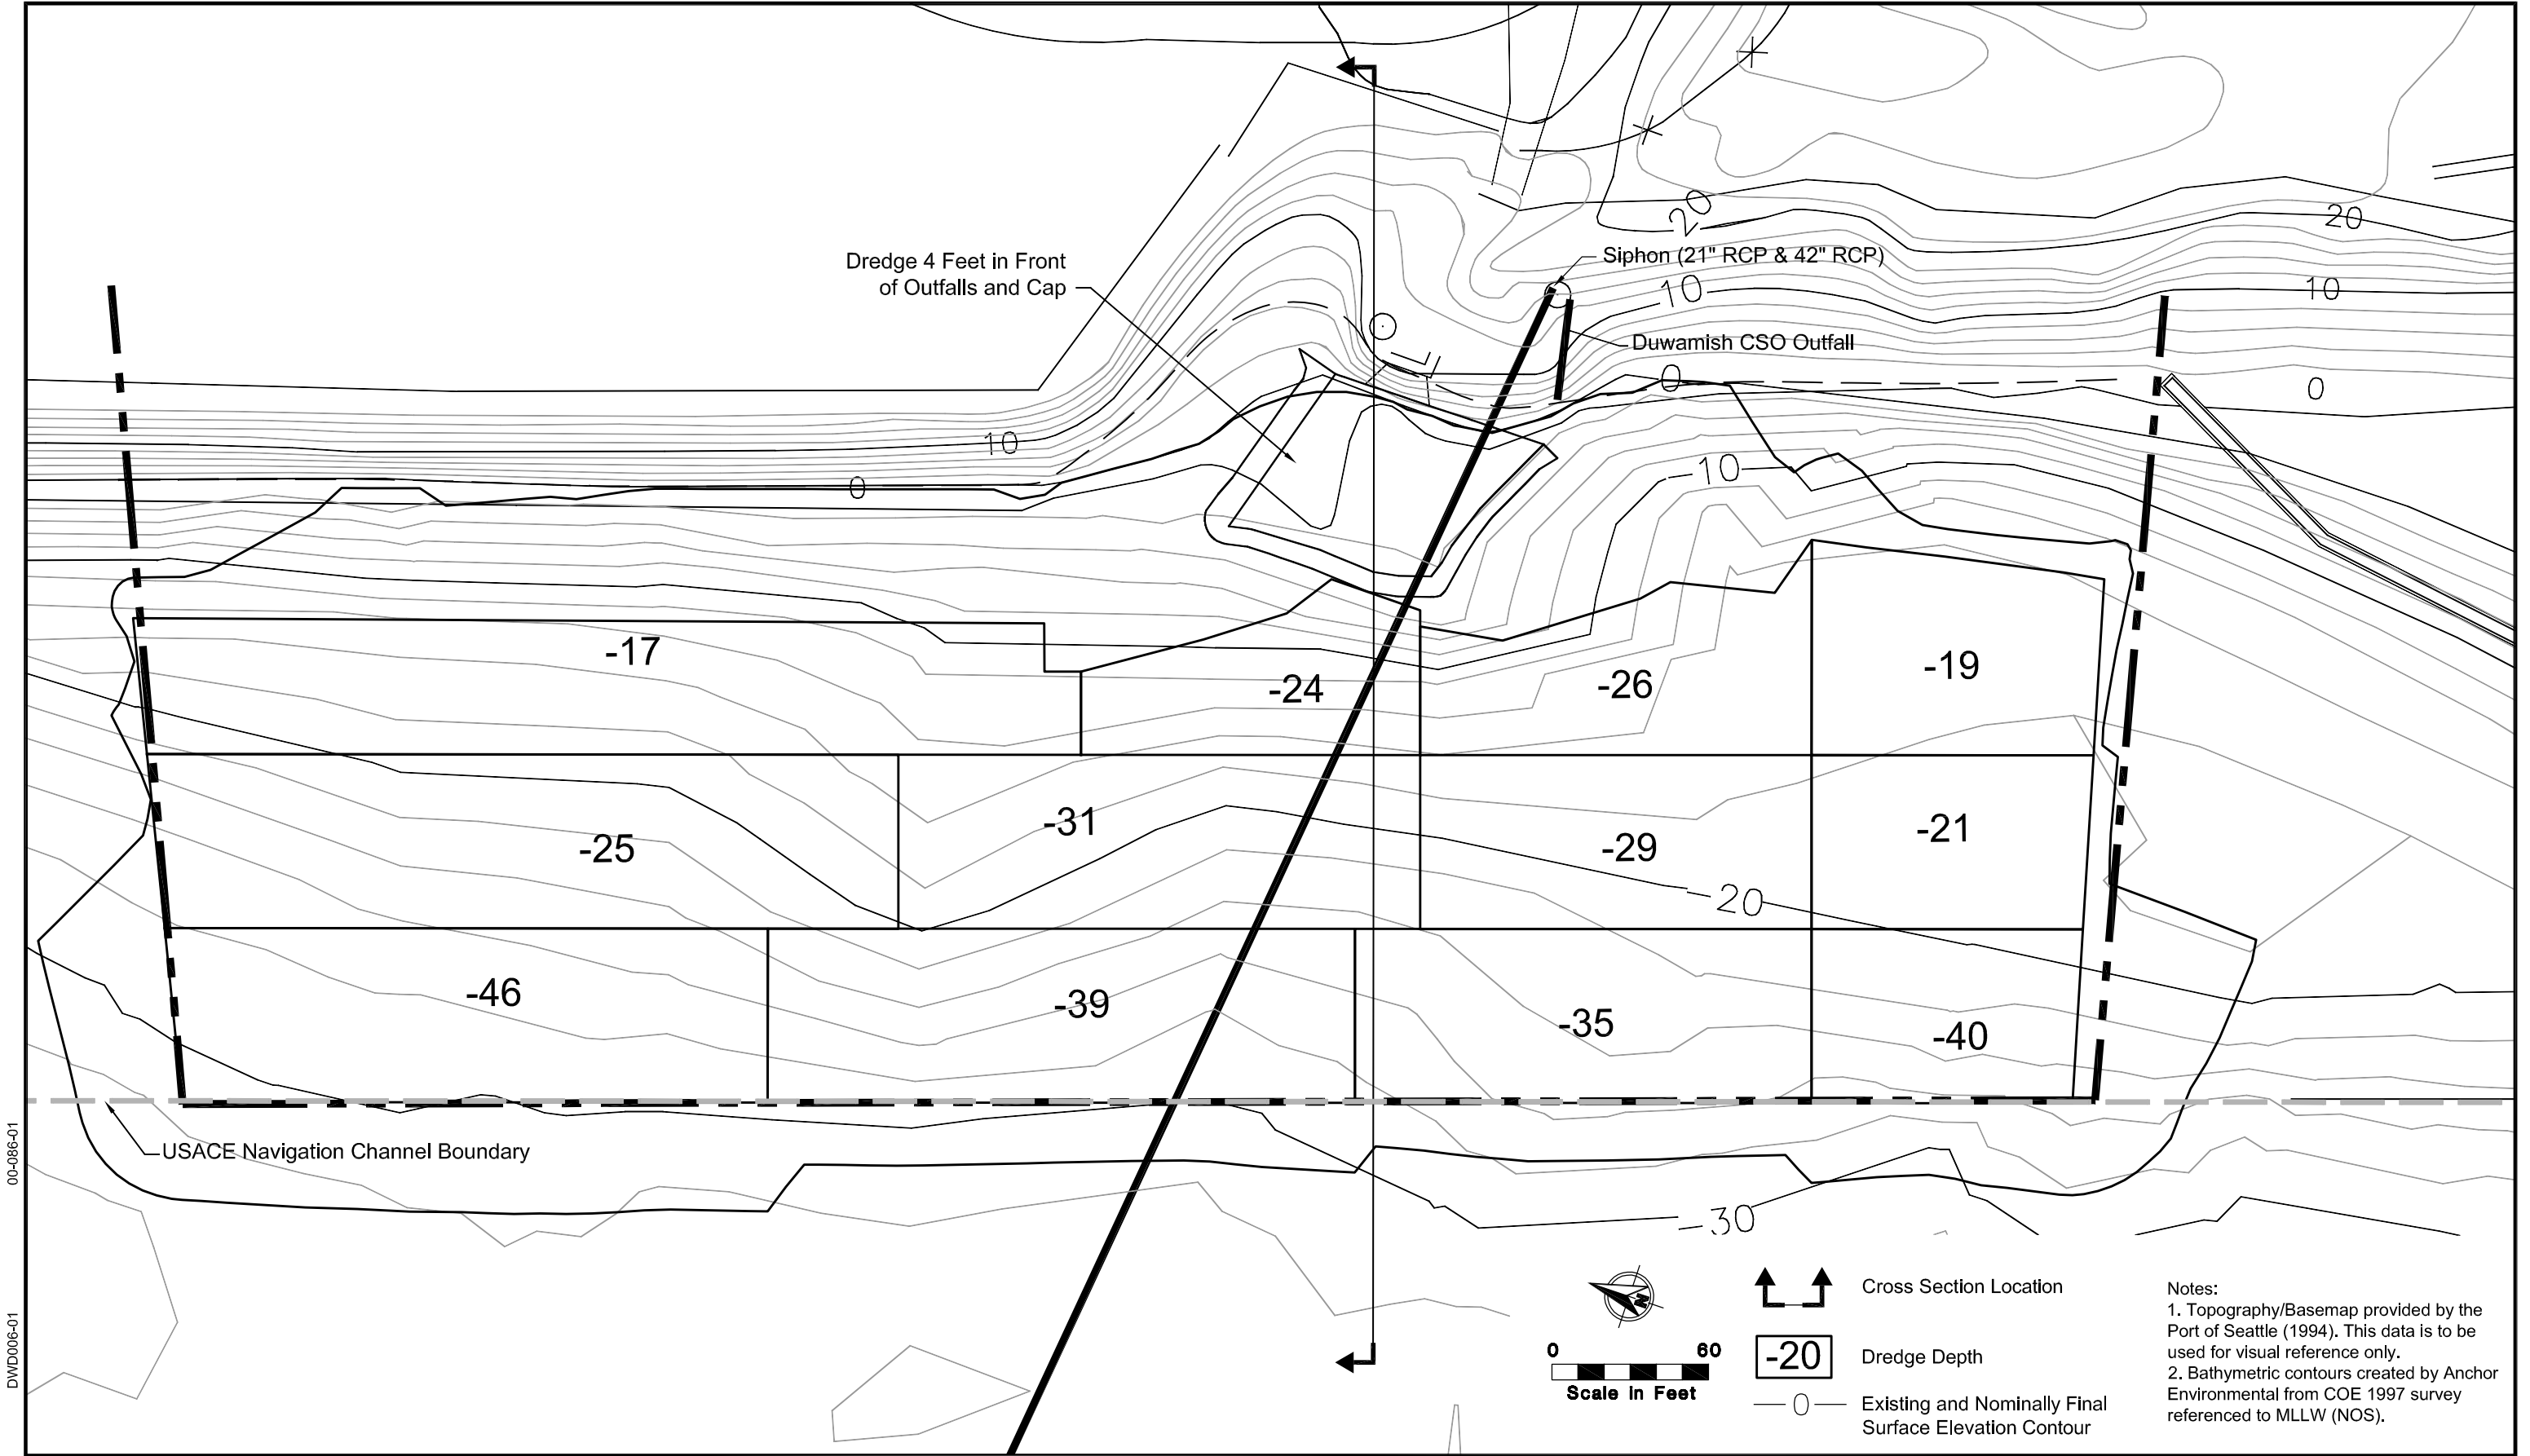 20
20
Dredge 4 Feet in Front
of Outfalls and Cap
Siphon (21" RCP & 42" RCP)
10
10
Duwamish CSO Outfall
0
0
10
0
-10
-17
-24
-26
-19
-25
-31
-29
-21
-20
-46
-39
-35
-40
USACE Navigation Channel Boundary
-30
00-086-01
DWD006-01
N
0 60
Scale in Feet
Cross Section Location
-20
Dredge Depth
0
Existing and Nominally Final
Surface Elevation Contour
Notes:
1. Topography/Basemap provided by the
Port of Seattle (1994). This data is to be
used for visual reference only.
2. Bathymetric contours created by Anchor
Environmental from COE 1997 survey
referenced to MLLW (NOS).